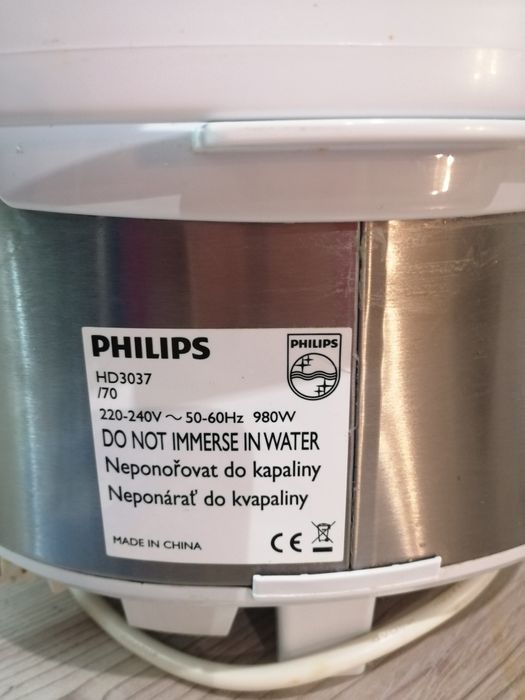 PHILIPS
PHILIPS
HD3037
/70
220-240V ~ 50-60Hz 980W
DO NOT IMMERSE IN WATER
Neponořovat do kapaliny
Neponárať do kvapaliny
MADE IN CHINA
CE